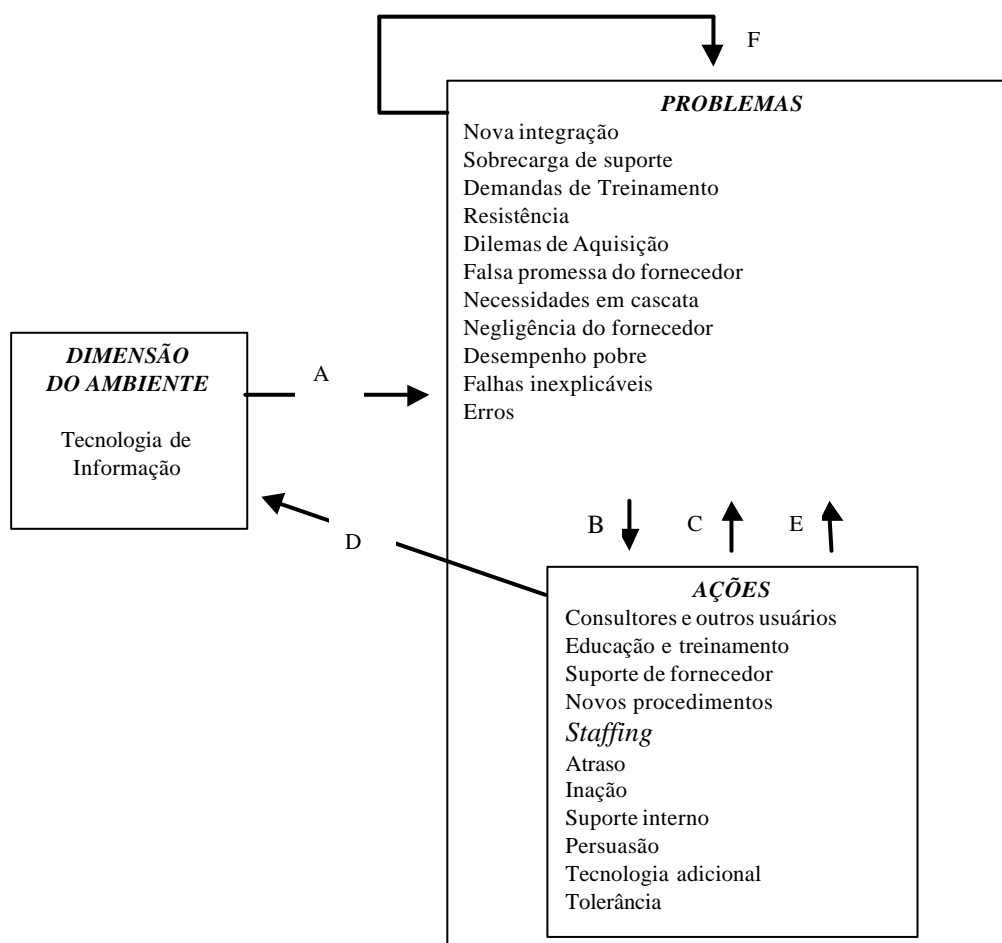 F
PROBLEMAS
Nova integração
Sobrecarga de suporte
Demandas de Treinamento
Resistência
Dilemas de Aquisição
Falsa promessa do fornecedor
Necessidades em cascata
Negligência do fornecedor
Desempenho pobre
Falhas inexplicáveis
Erros
DIMENSÃO
DO AMBIENTE
Tecnologia de
Informação
A
D
B
C
E
AÇÕES
Consultores e outros usuários
Educação e treinamento
Suporte de fornecedor
Novos procedimentos
Staffing
Atraso
Inação
Suporte interno
Persuasão
Tecnologia adicional
Tolerância